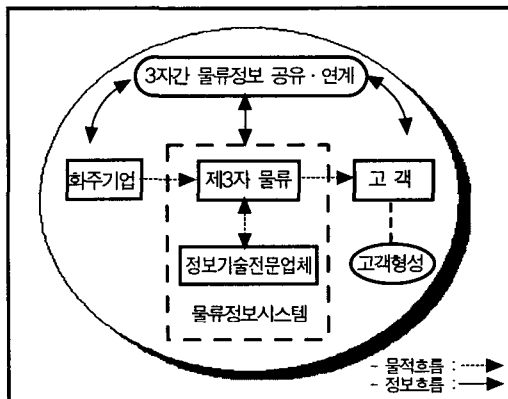 3자간 물류정보 공유·연계
화주기업
제3자 물류
고 객
정보기술전문업체
고객형성
물류정보시스템
- 물적흐름 :
- 정보흐름 :